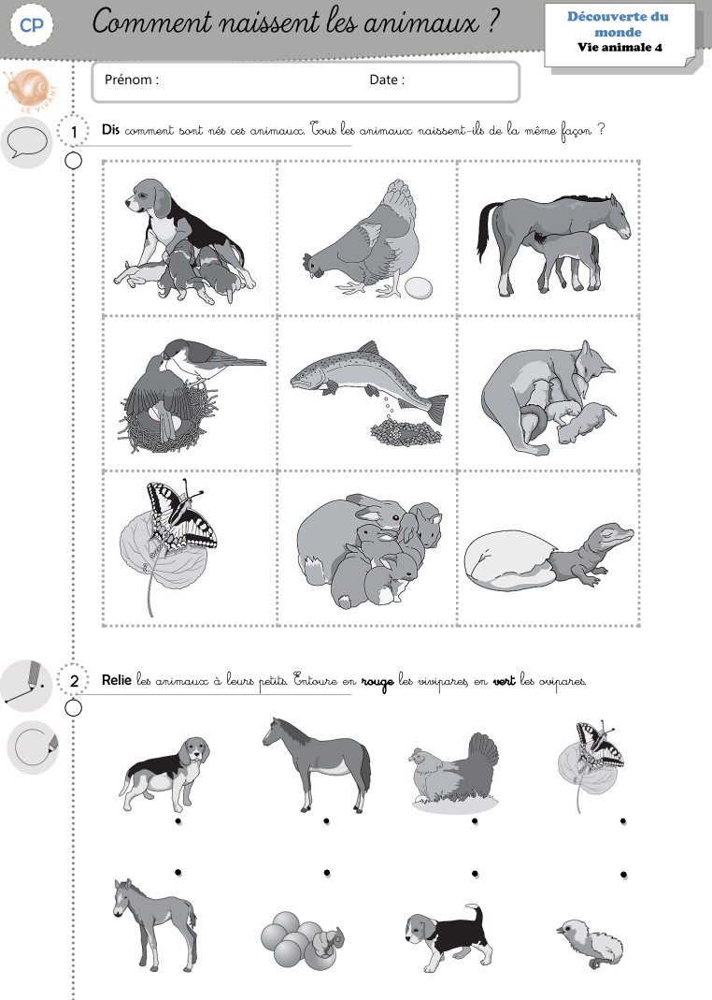 CP
Comment naissent les animaux ?
Découverte du
monde
Vie animale 4
Prénom :
Date :
LE VIVANT
1
Dis comment sont nés ces animaux. Tous les animaux naissent-ils de la même façon ?
2
Relie les animaux à leurs petits. Entoure en rouge les vivipares, en vert les ovipares.